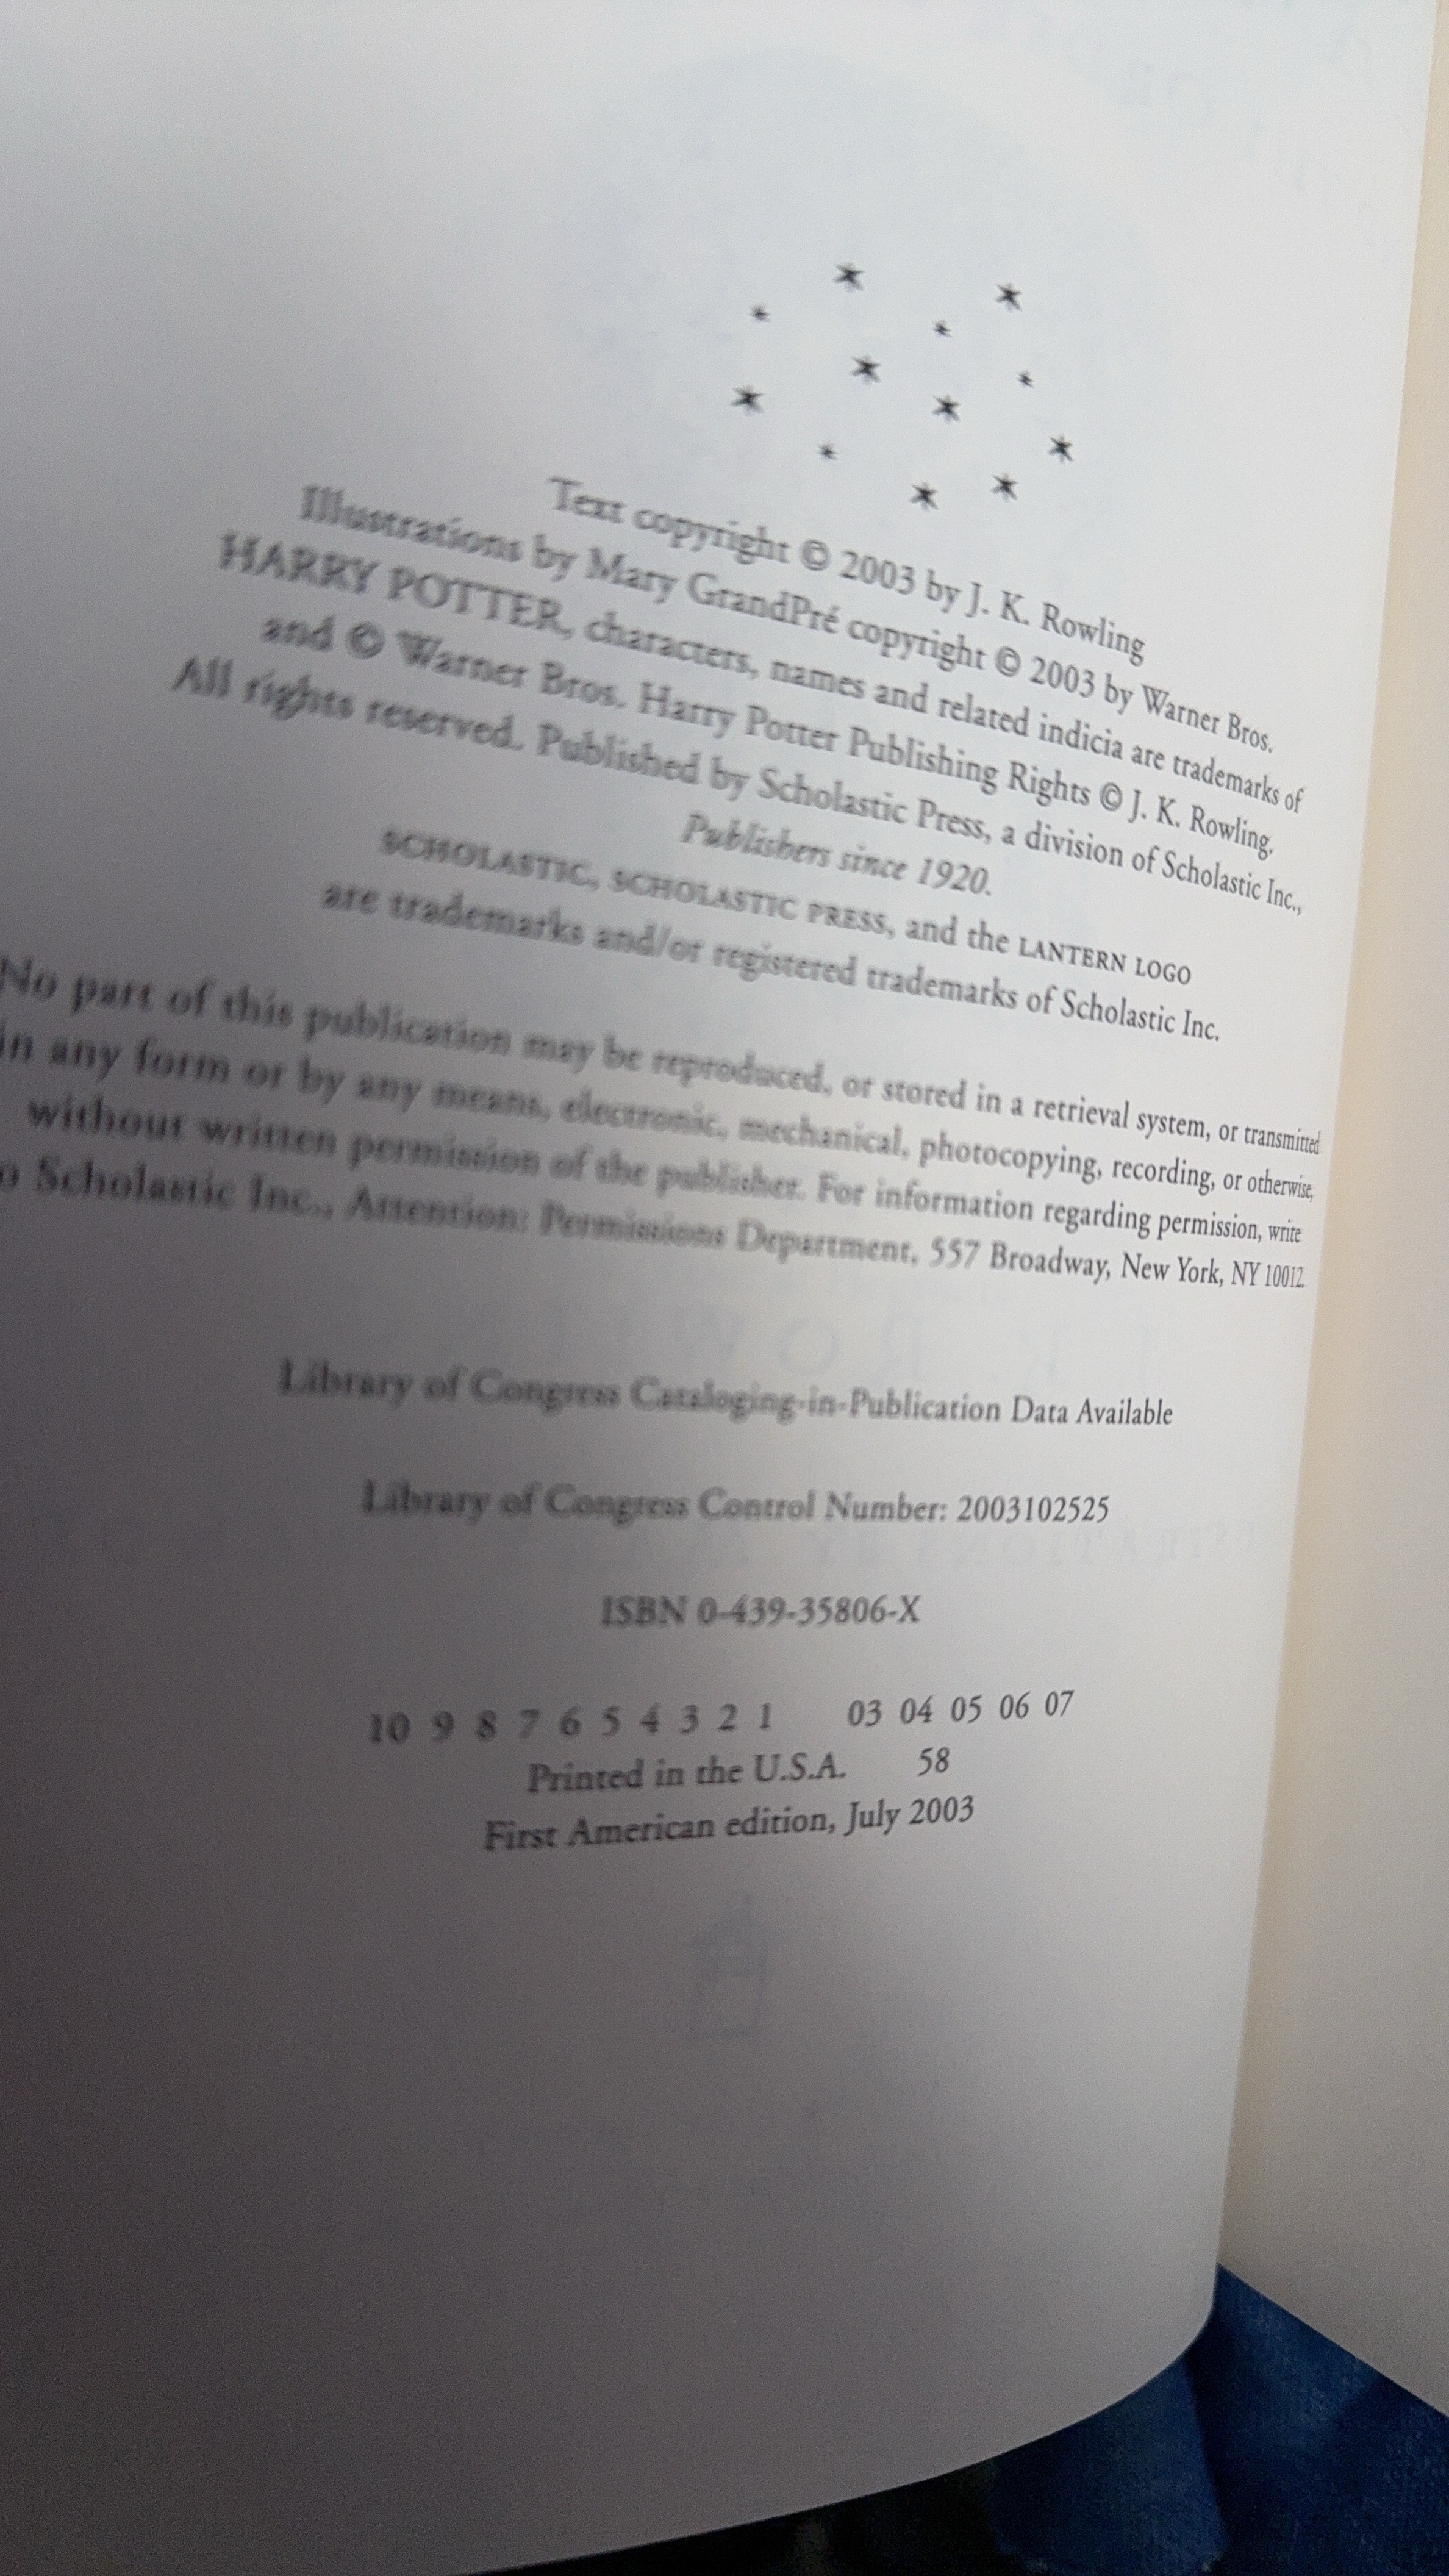 Text copyright © 2003 by J. K. Rowling
Illustrations by Mary GrandPré copyright © 2003 by Warner Bros.
HARRY POTTER, characters, names and related indicia are trademarks of
and © Warner Bros. Harry Potter Publishing Rights © J. K. Rowling.
All rights reserved. Published by Scholastic Press, a division of Scholastic Inc.,
Publishers since 1920.
SCHOLASTIC, SCHOLASTIC PRESS, and the LANTERN LOGO
are trademarks and/or registered trademarks of Scholastic Inc.
No part of this publication may be reproduced, or stored in a retrieval system, or transmitted
in any form or by any means, electronic, mechanical, photocopying, recording, or otherwise,
without written permission of the publisher. For information regarding permission, write
o Scholastic Inc., Attention: Permissions Department, 557 Broadway, New York, NY 10012.
Library of Congress Cataloging-in-Publication Data Available
Library of Congress Control Number: 2003102525
ISBN 0-439-35806-X
10 9 8 7 6 5 4 3 2 1 03 04 05 06 07
Printed in the U.S.A. 58
First American edition, July 2003